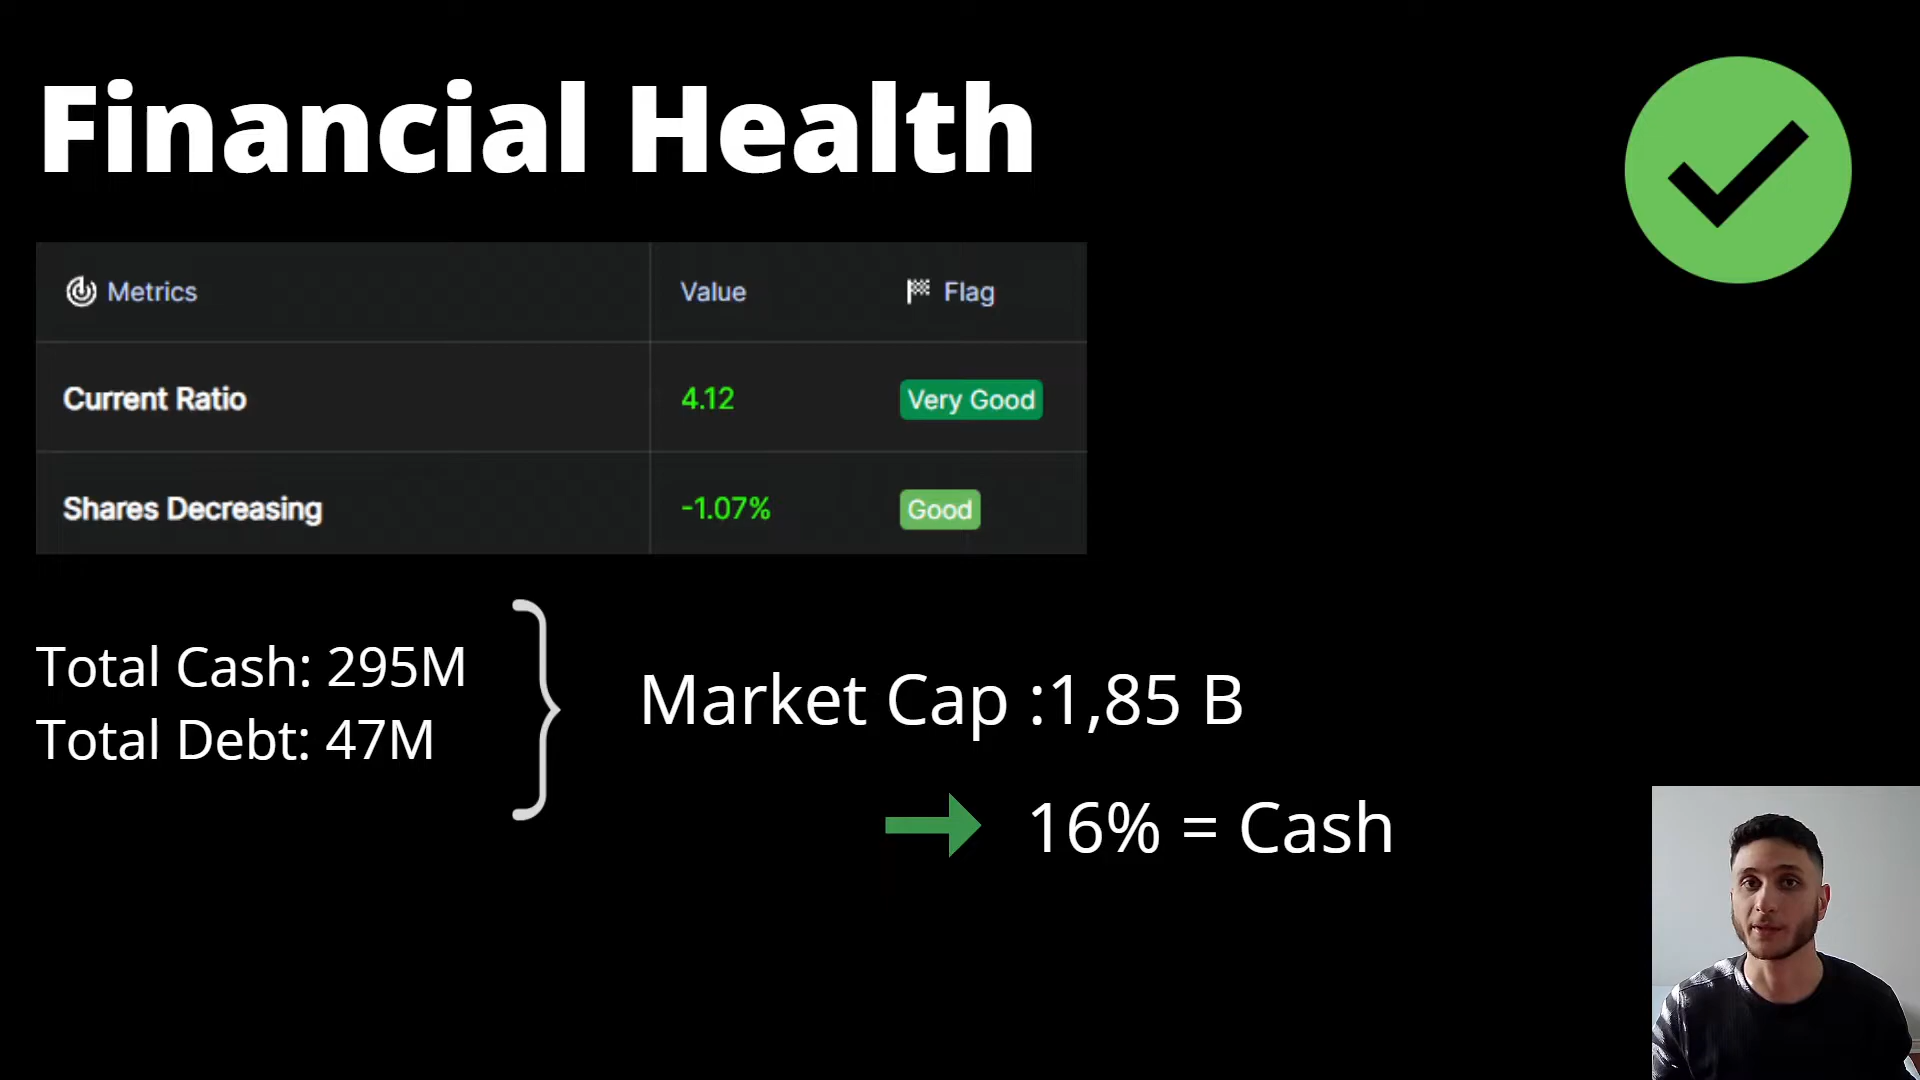 Financial Health
Metrics Value Flag
Current Ratio 4.12 Very Good
Shares Decreasing -1.07% Good
Total Cash: 295M
Total Debt: 47M
Market Cap :1,85 B
16% = Cash